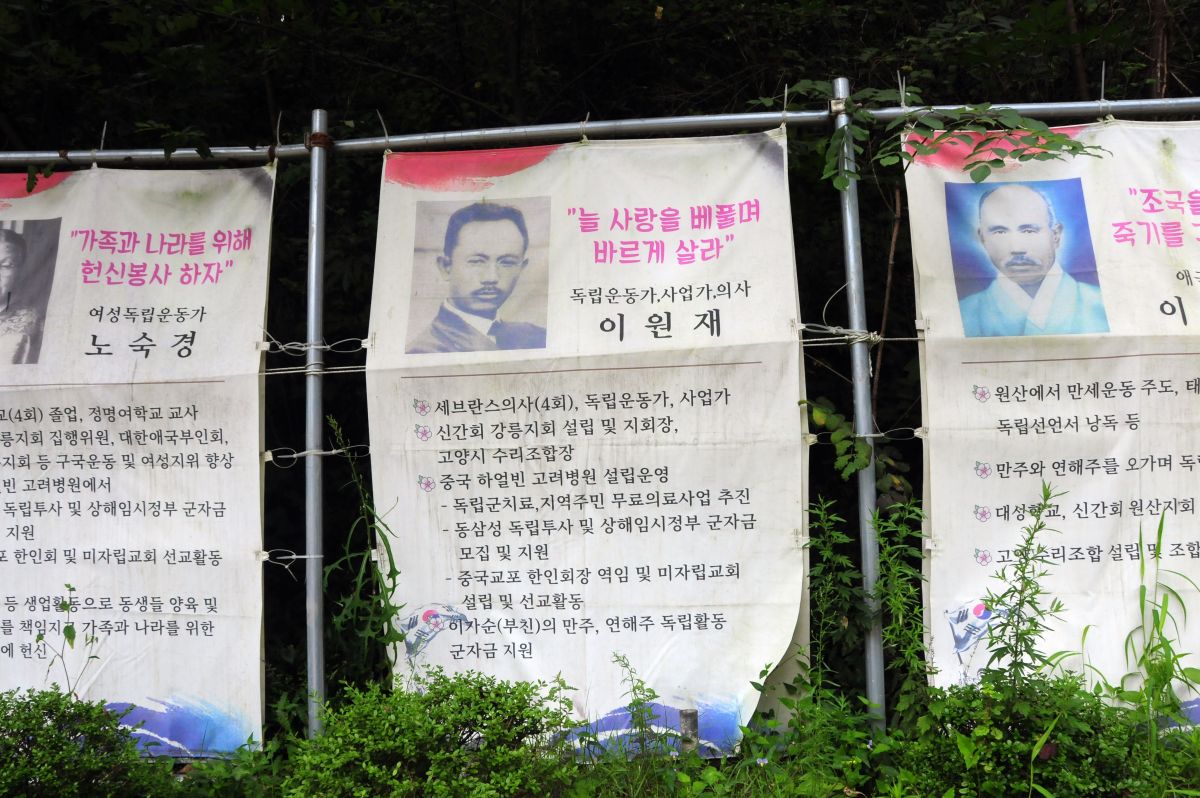 "가족과 나라를 위해
헌신봉사 하자"
여성독립운동가
노숙경
(4회) 졸업, 정명여학교 교사
대한애국부인회,
지회 집행위원,
등 구국운동 및 여성지위 향상
고려병원에서
독립투사 및 상해임시정부 군자금
지원
한인회 및 미자립교회 선교활동
등 생업활동으로 동생들 양육 및
가족과 나라를 위한
헌신
"늘 사랑을 베풀며
바르게 살라"
독립운동가,사업가,의사
이 원 재
세브란스의사(4회), 독립운동가, 사업가
신간회 강릉지회 설립 및 지회장,
고양시 수리조합장
중국 하얼빈 고려병원 설립운영
- 독립군치료,지역주민 무료의료사업 추진
- 동삼성 독립투사 및 상해임시정부 군자금
모집 및 지원
- 중국교포 한인회장 역임 및 미자립교회
설립 및 선교활동
이가순(부친)의 만주, 연해주 독립활동
군자금 지원
"조국을
죽기를
이
원산에서 만세운동 주도,
독립선언서 낭독 등
만주와 연해주를 오가며
대성학교, 신간회 원산지회
고양수리조합 설립 및